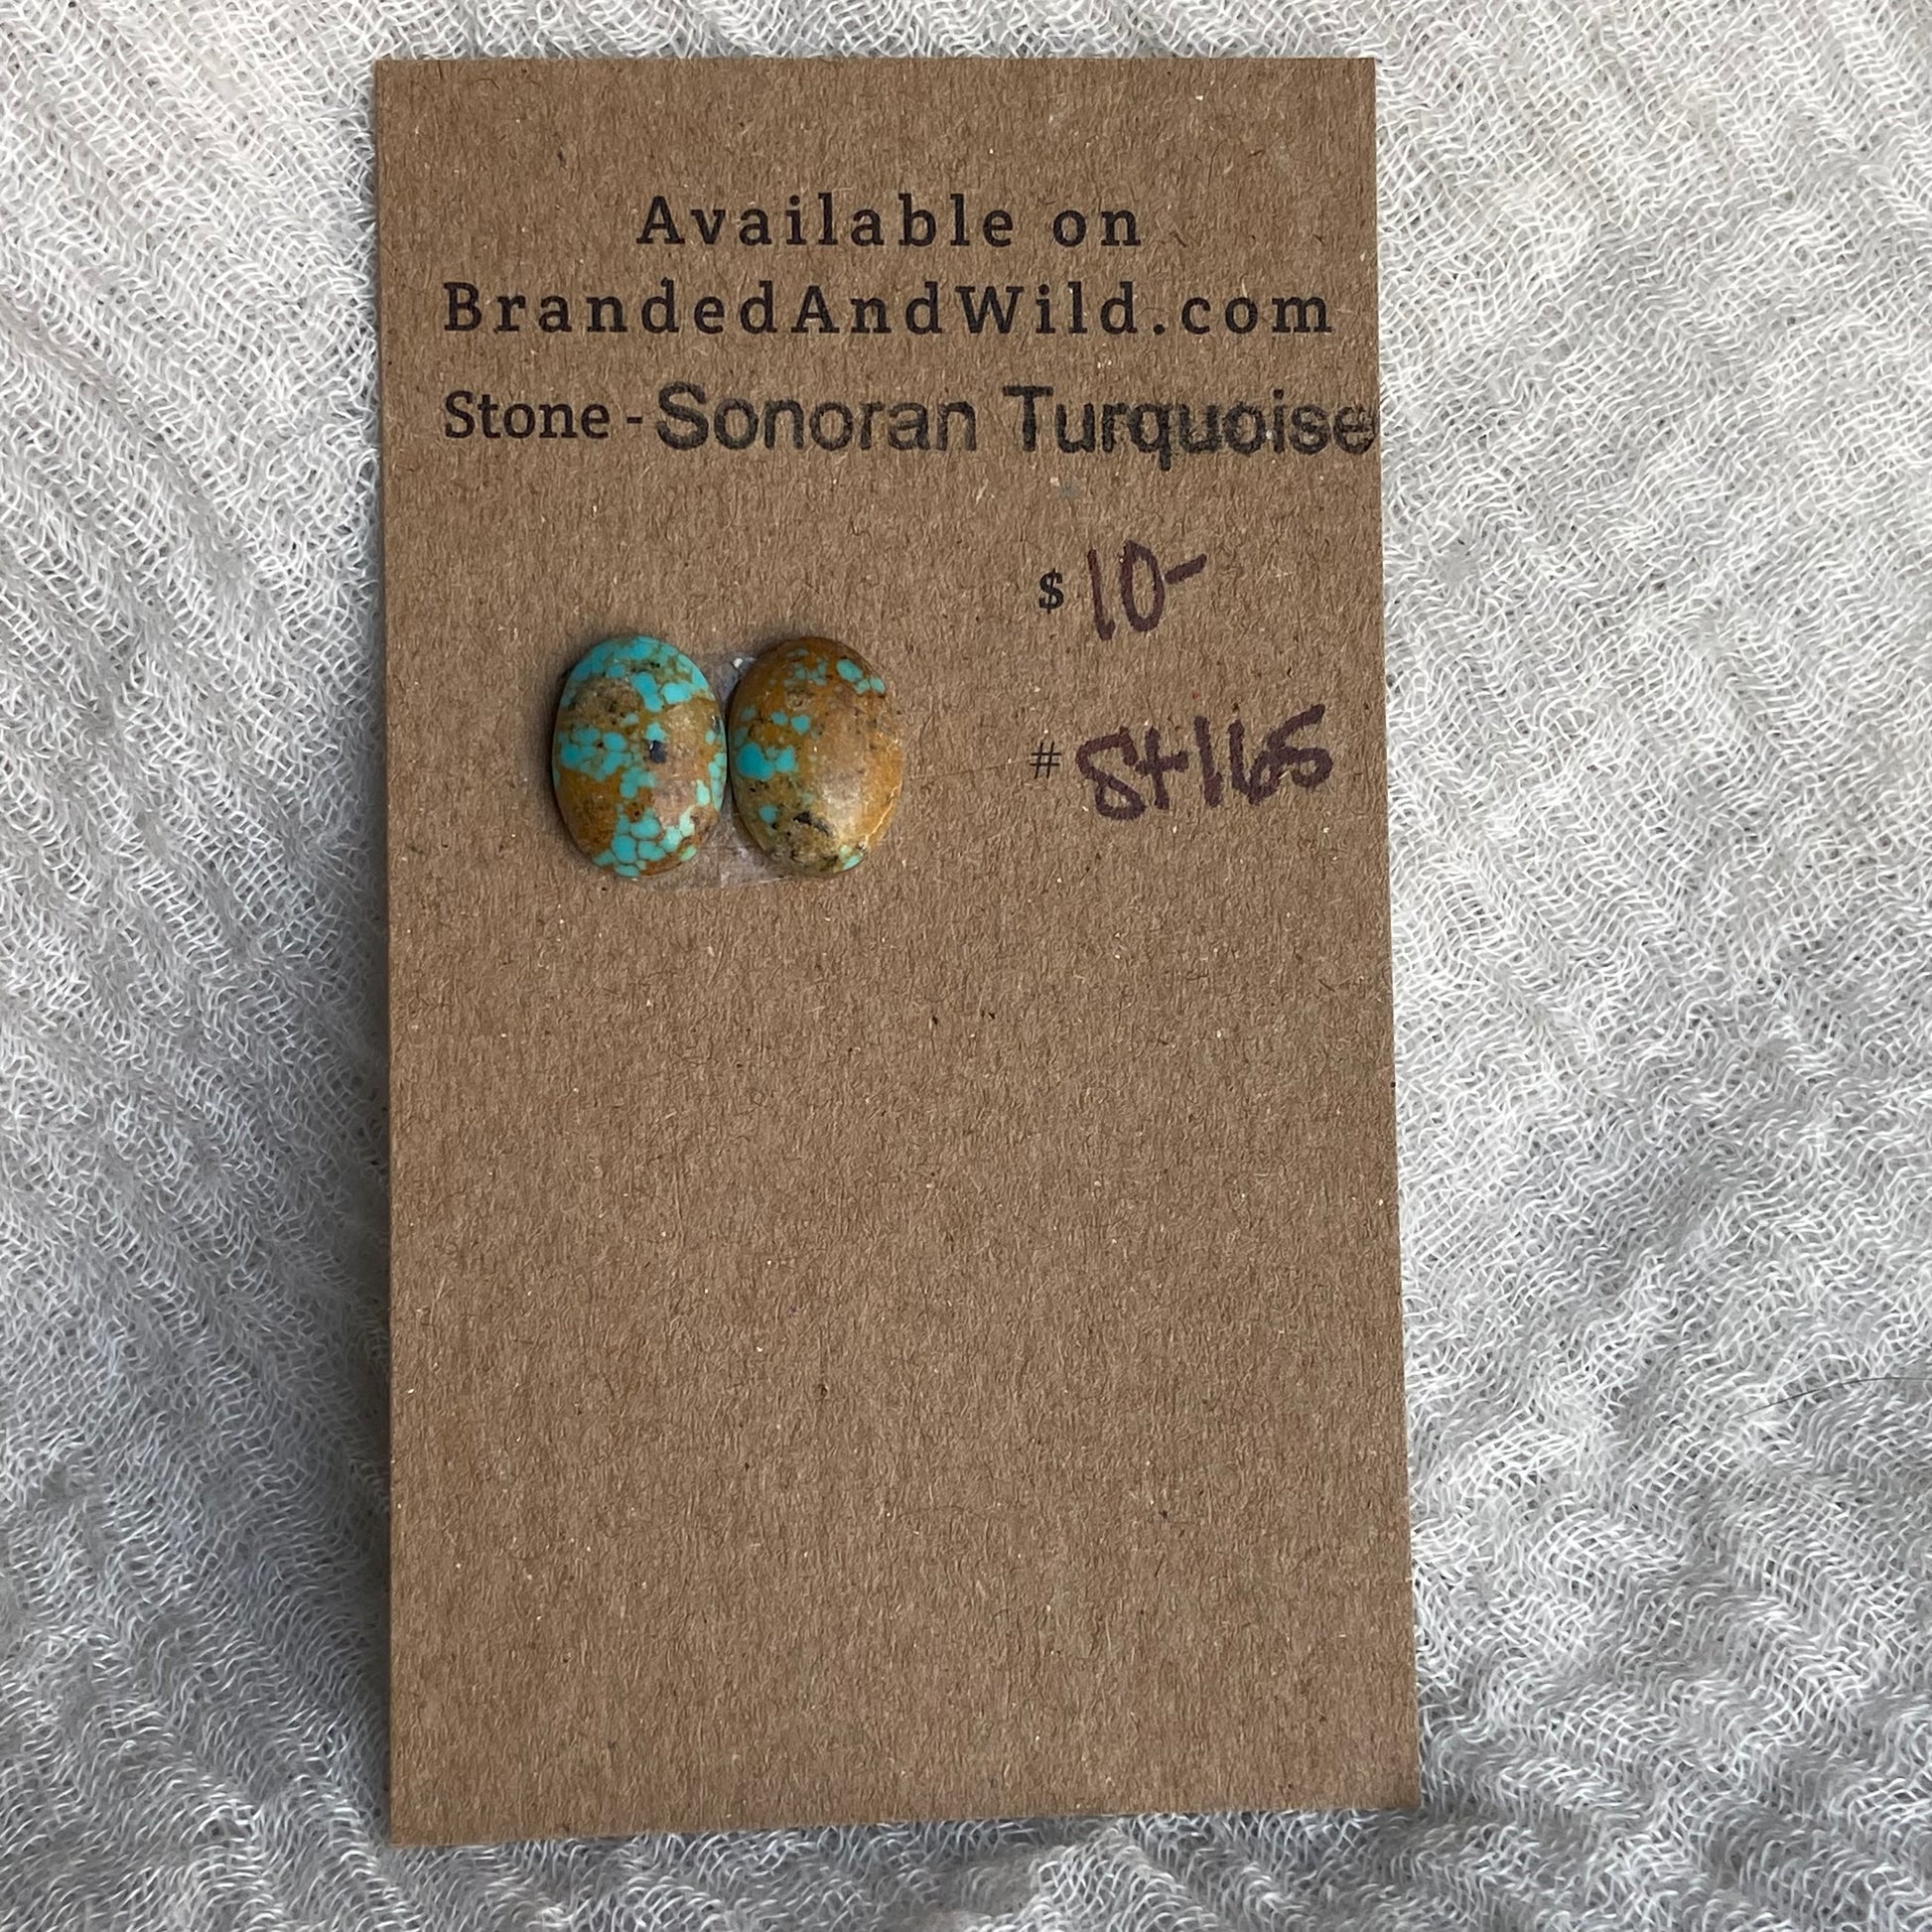 Available on
BrandedAndWild.com
Stone - Sonoran Turquoise
$ 10-
# St165